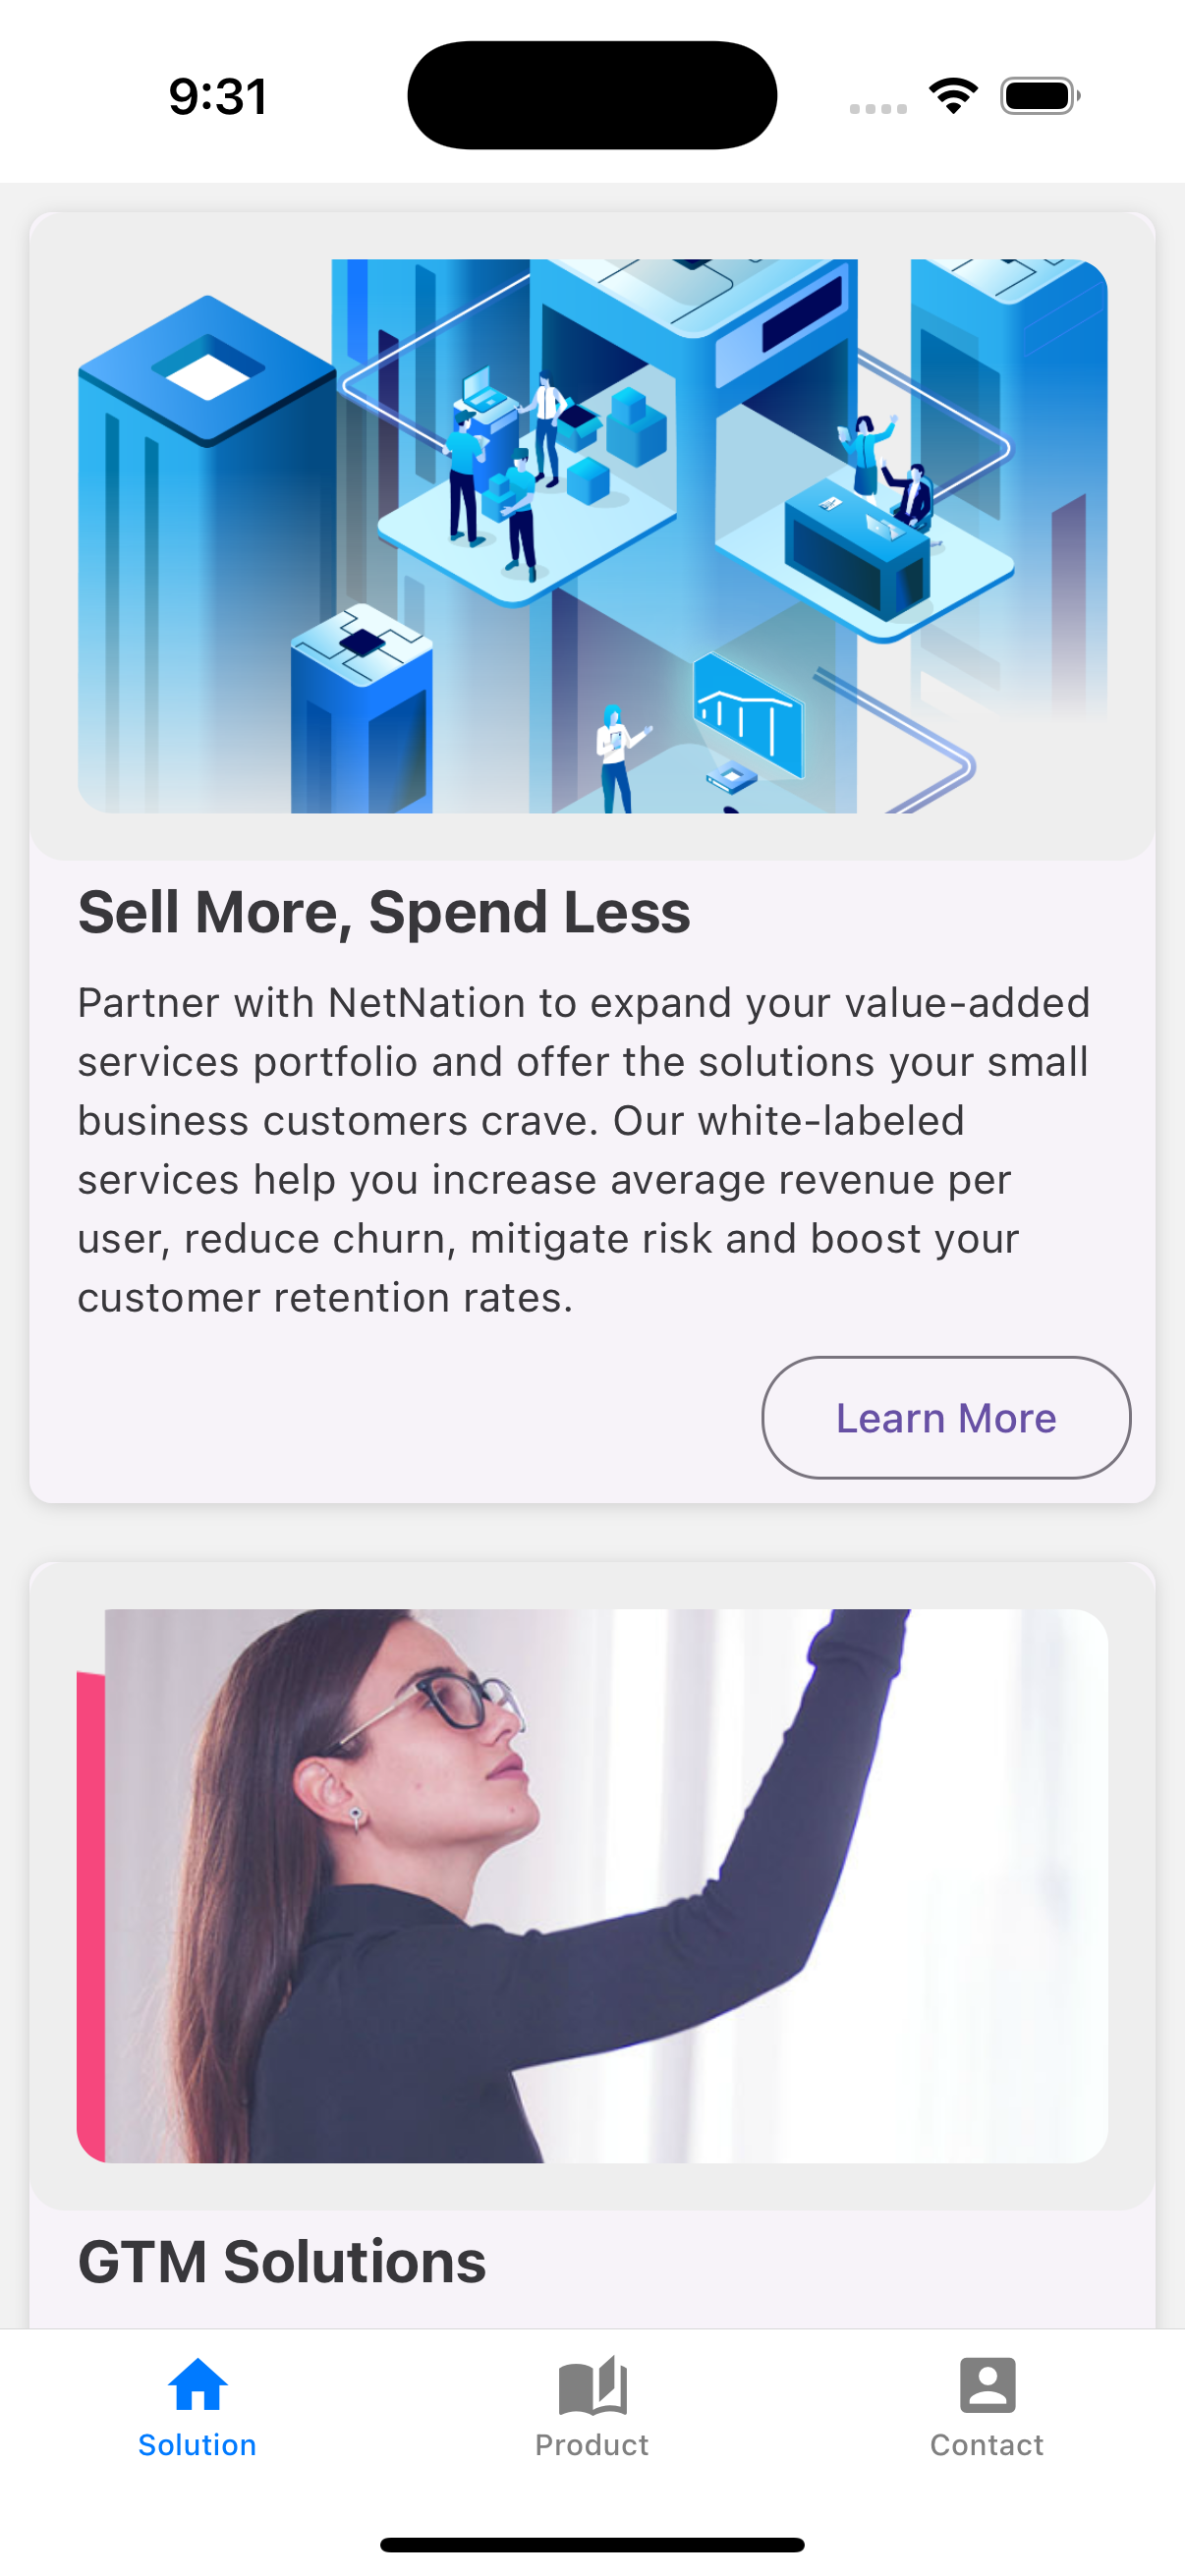 9:31
Sell More, Spend Less
Partner with NetNation to expand your value-added
services portfolio and offer the solutions your small
business customers crave. Our white-labeled
services help you increase average revenue per
user, reduce churn, mitigate risk and boost your
customer retention rates.
Learn More
GTM Solutions
Solution
Product
Contact